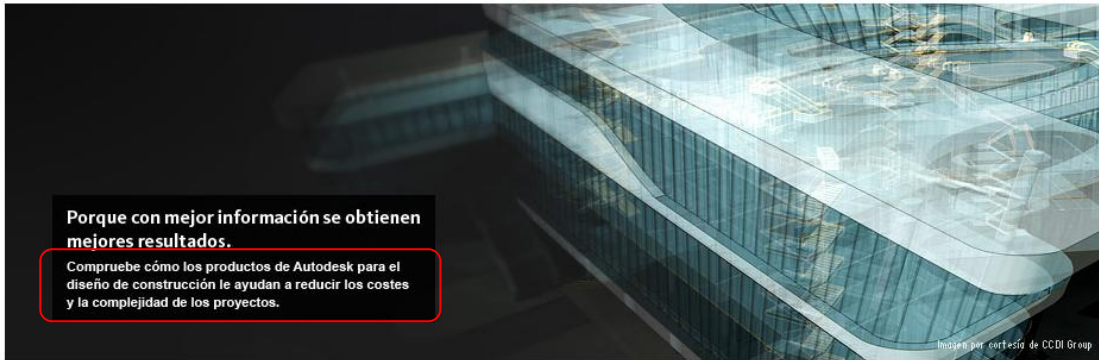 Porque con mejor información se obtienen
mejores resultados.
Compruebe cómo los productos de Autodesk para el
diseño de construcción le ayudan a reducir los costes
y la complejidad de los proyectos.
Imagen por cortesía de CCDI Group